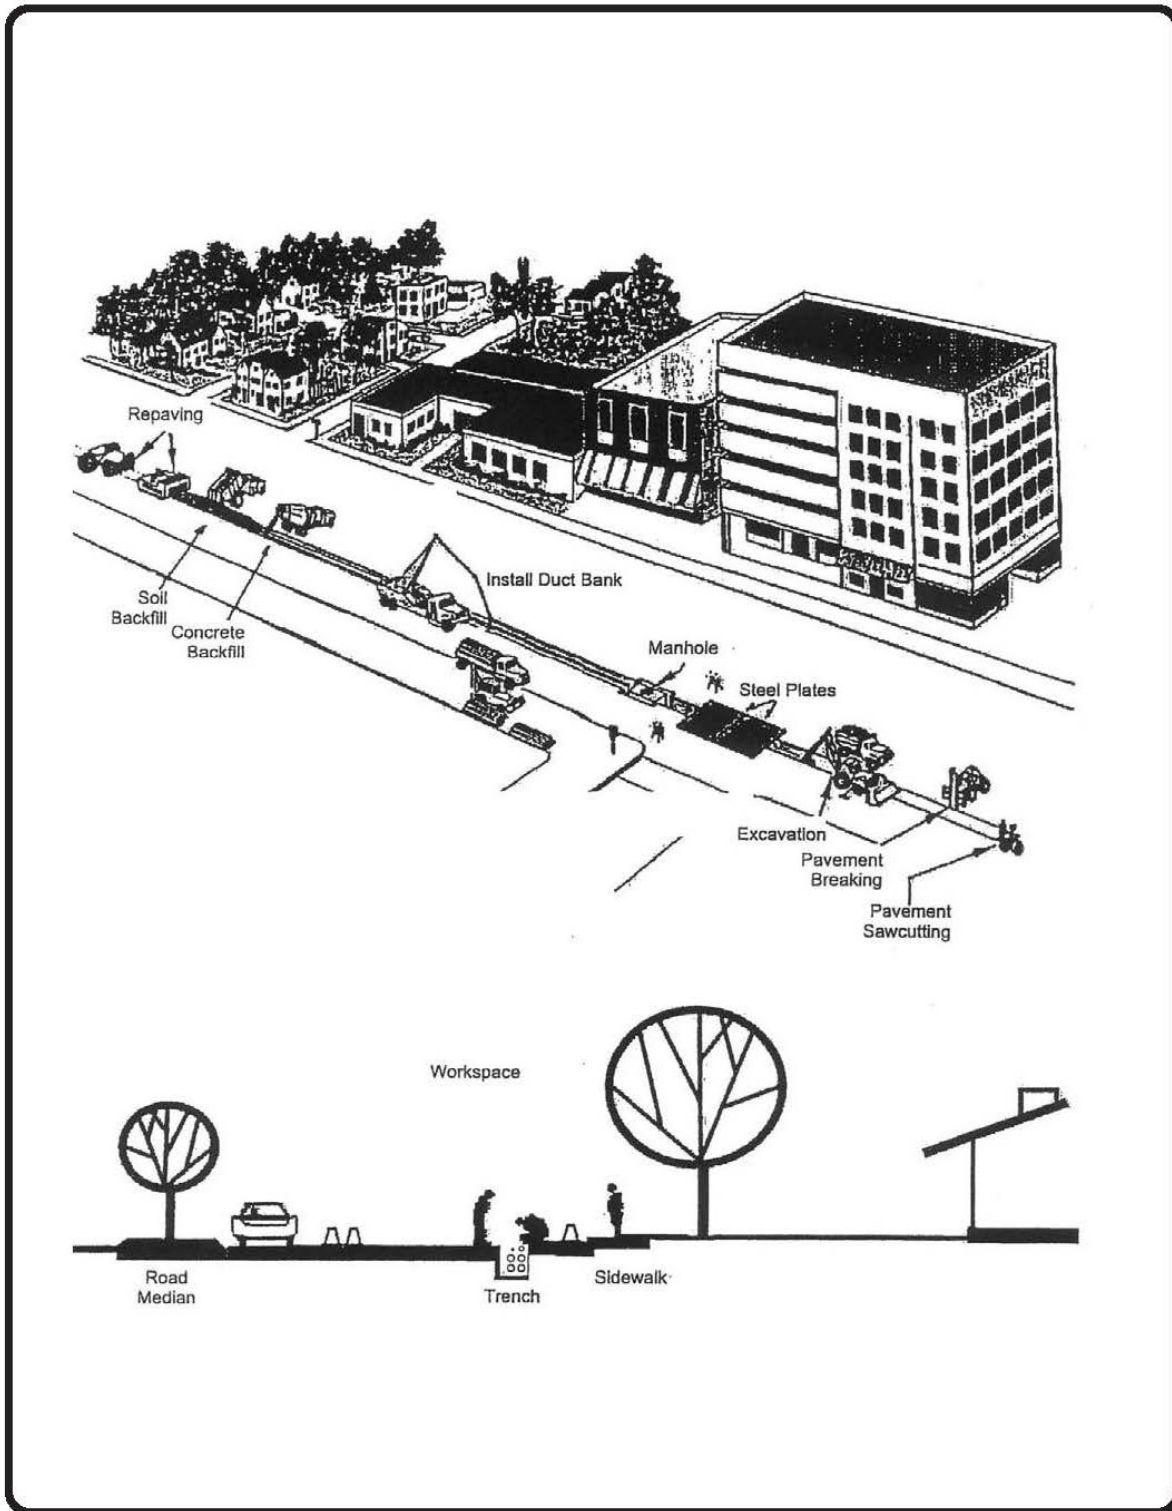 Repaving
Install Duct Bank
Soil
Backfill
Concrete
Backfill
Manhole
Steel Plates
Excavation
Pavement
Breaking
Pavement
Sawcutting
Workspace
Road
Median
Trench
Sidewalk